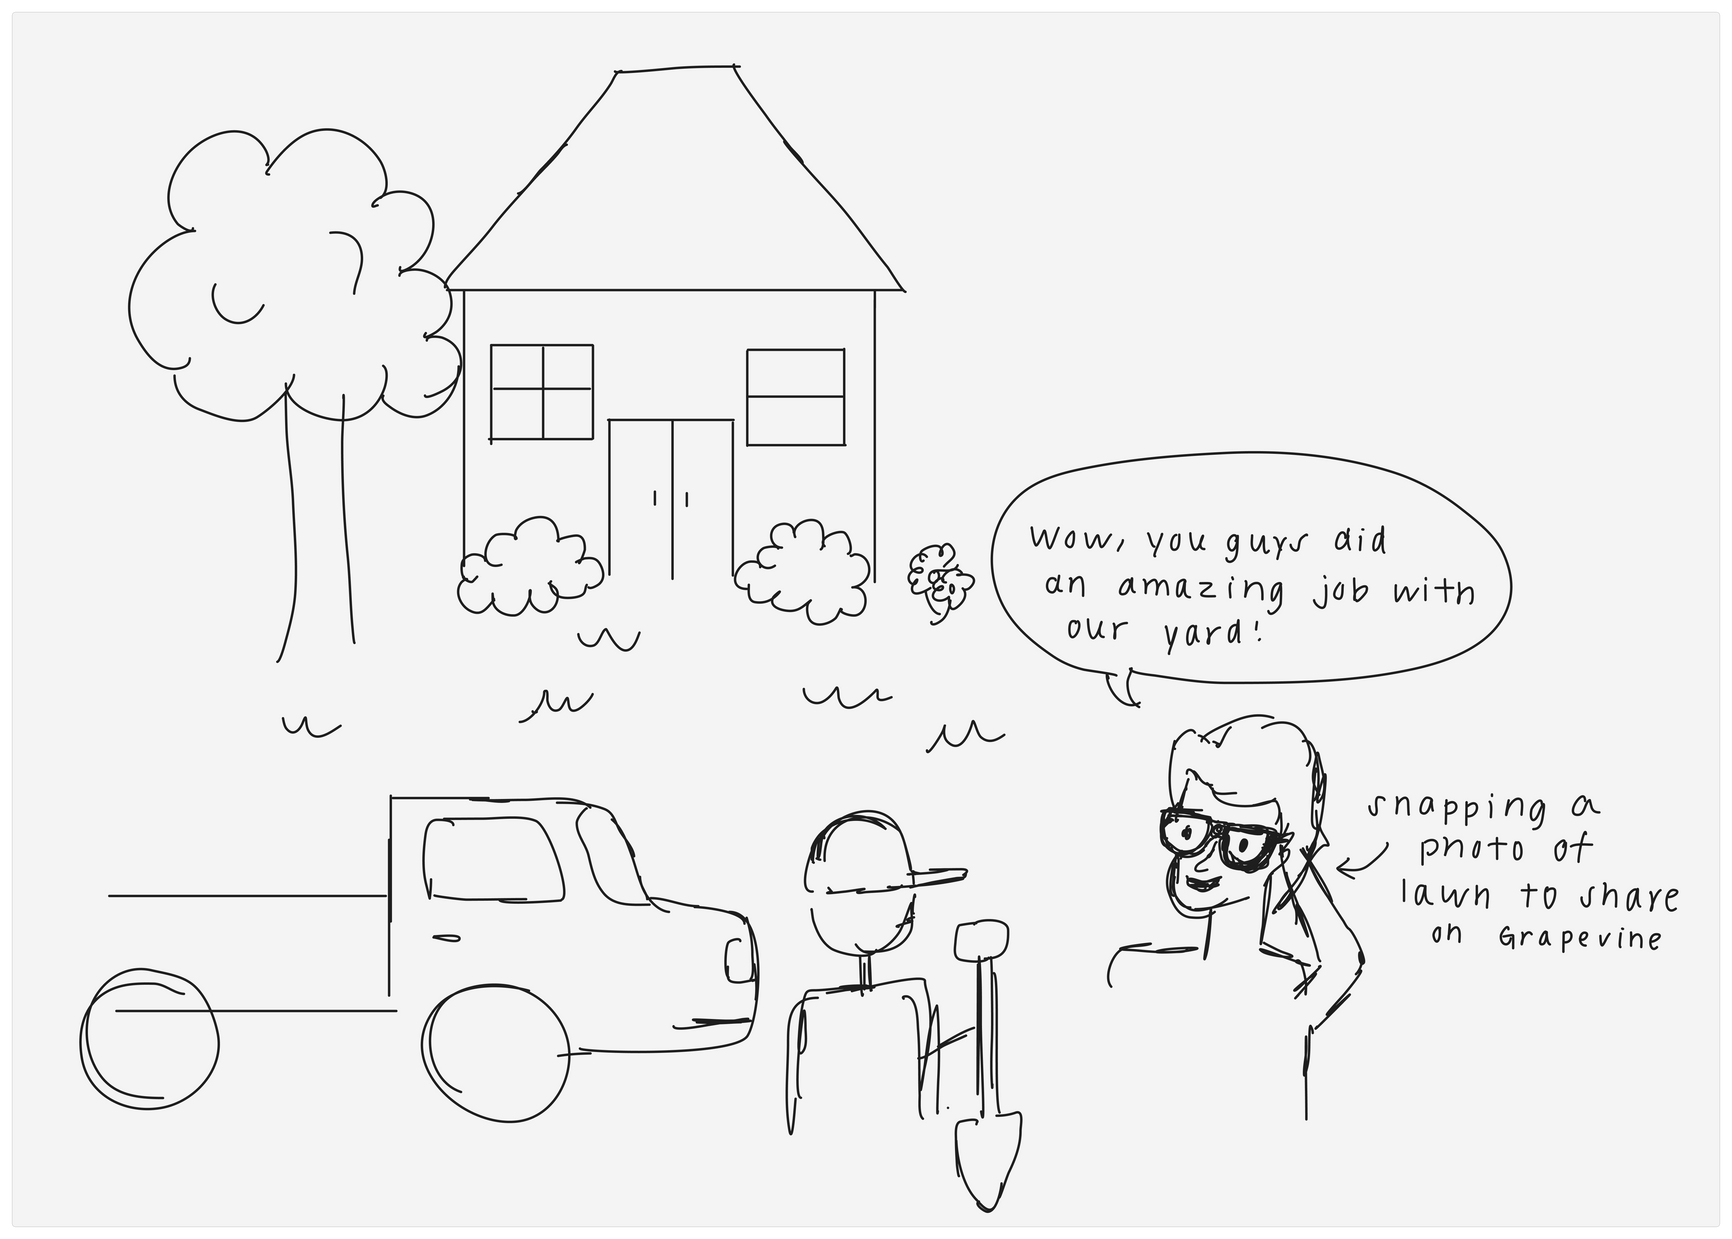 Wow, you guys did
an amazing job with
our yard!
snapping a
photo of
lawn to share
on Grapevine